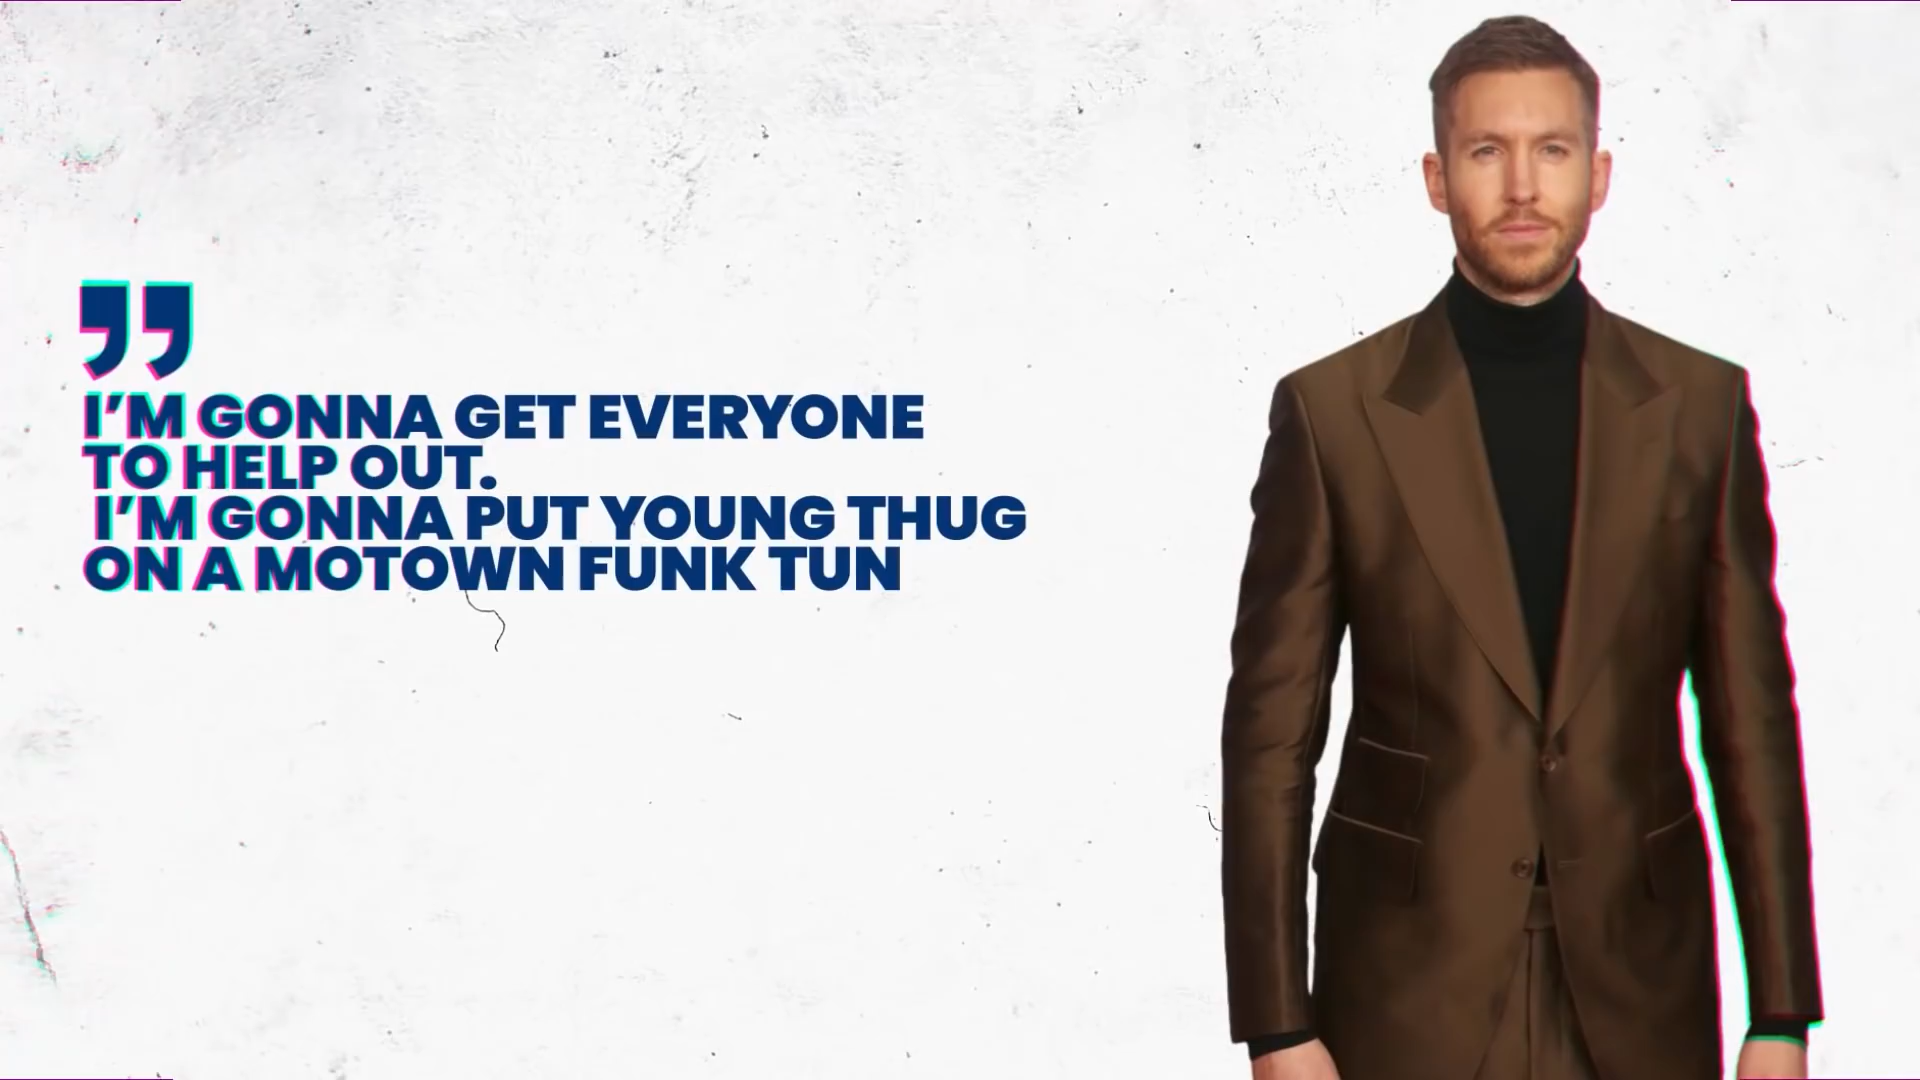 ”
I’M GONNA GET EVERYONE
TO HELP OUT.
I’M GONNA PUT YOUNG THUG
ON A MOTOWN FUNK TUN